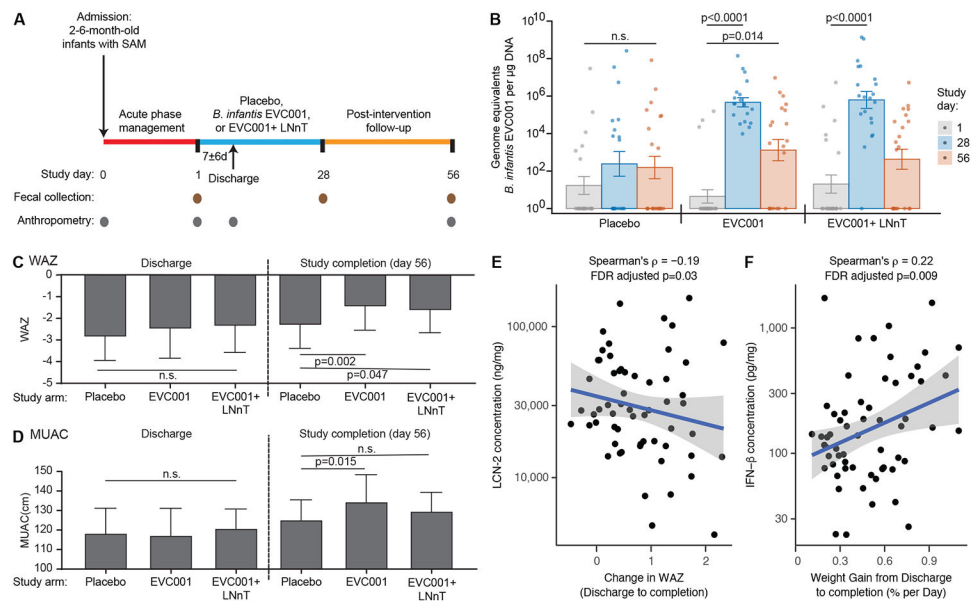 A
Admission:
2-6-month-old
infants with SAM
Acute phase
management
Placebo,
B. infantis EVC001,
or EVC001+ LNnT
Post-intervention
follow-up
7±6d
Discharge
Study day: 0 1 28 56
Fecal collection:
Anthropometry:
B
Genome equivalents
B. infantis EVC001 per µg DNA
10^10
10^8
10^6
10^4
10^2
10^0
n.s.
p<0.0001
p=0.014
p<0.0001
Placebo EVC001 EVC001+ LNnT
Study
day:
1
28
56
C WAZ
Discharge Study completion (day 56)
WAZ
0
-1
-2
-3
-4
-5
n.s.
p=0.002
p=0.047
Study arm: Placebo EVC001 EVC001+ Placebo EVC001 EVC001+
LNnT LNnT
D MUAC
Discharge Study completion (day 56)
MUAC(cm)
150
140
130
120
110
100
n.s.
n.s.
p=0.015
Study arm: Placebo EVC001 EVC001+ Placebo EVC001 EVC001+
LNnT LNnT
E
Spearman's ρ = −0.19
FDR adjusted p=0.03
LCN-2 concentration (ng/mg)
100,000
30,000
10,000
0 1 2
Change in WAZ
(Discharge to completion)
F
Spearman's ρ = 0.22
FDR adjusted p=0.009
IFN−β concentration (pg/mg)
1,000
300
100
30
0.3 0.6 0.9
Weight Gain from Discharge
to completion (% per Day)